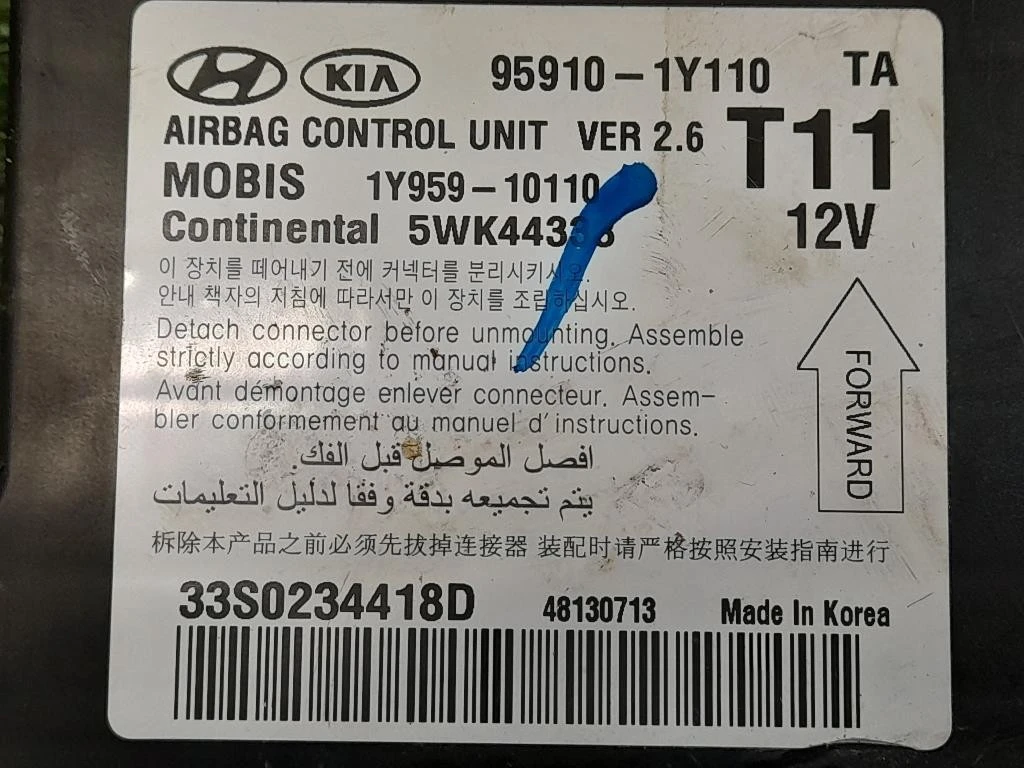 KIA 95910-1Y110 TA
AIRBAG CONTROL UNIT VER 2.6 T11
MOBIS 1Y959-10110
Continental 12V
이 장치를 떼어내기 전에 커넥터를 분리시키시오.
안내 책자의 저침에 따라서만 이 장치를 조립하십시오.
Detach connector before unmounting. Assemble
strictly according to manual instructions.
Avant démontage enlever connecteur. Assem-
bler conformement au manuel d'instructions.
افصل الموصل قبل الفك.
يتم تجميعه بدقة وفقا لدليل التعليمات
拆除本产品之前必须先拔掉连接器 装配时请严格按照安装指南进行
FORWARD
33S0234418D 48130713 Made In Korea